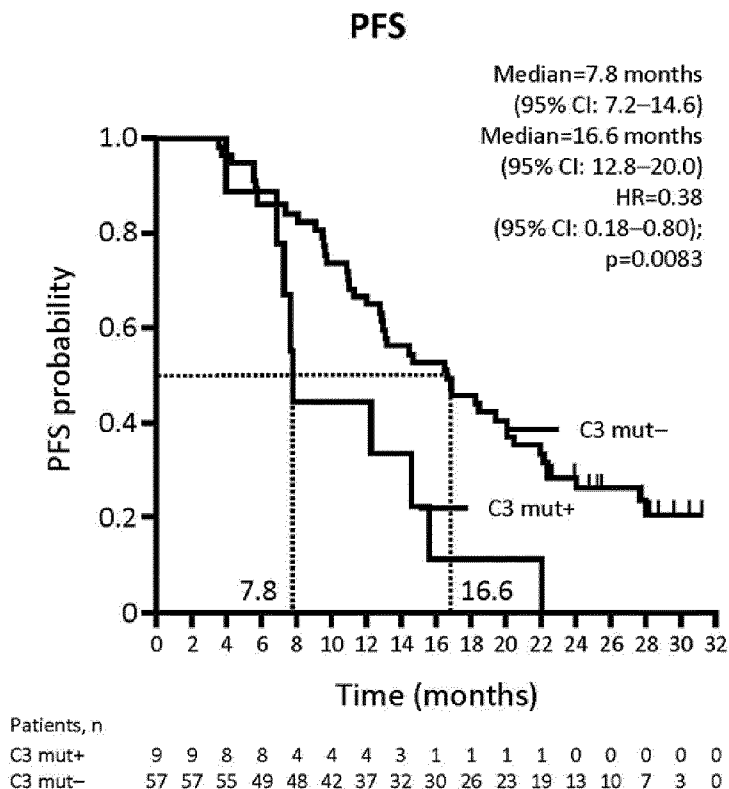 PFS
Median=7.8 months
(95% CI: 7.2–14.6)
Median=16.6 months
(95% CI: 12.8–20.0)
HR=0.38
(95% CI: 0.18–0.80);
p=0.0083
PFS probability
1.0
0.8
0.6
0.4
0.2
0
C3 mut–
C3 mut+
7.8
16.6
0 2 4 6 8 10 12 14 16 18 20 22 24 26 28 30 32
Time (months)
Patients, n
C3 mut+ 9 9 8 8 4 4 4 3 1 1 1 1 0 0 0 0 0
C3 mut– 57 57 55 49 48 42 37 32 30 26 23 19 13 10 7 3 0